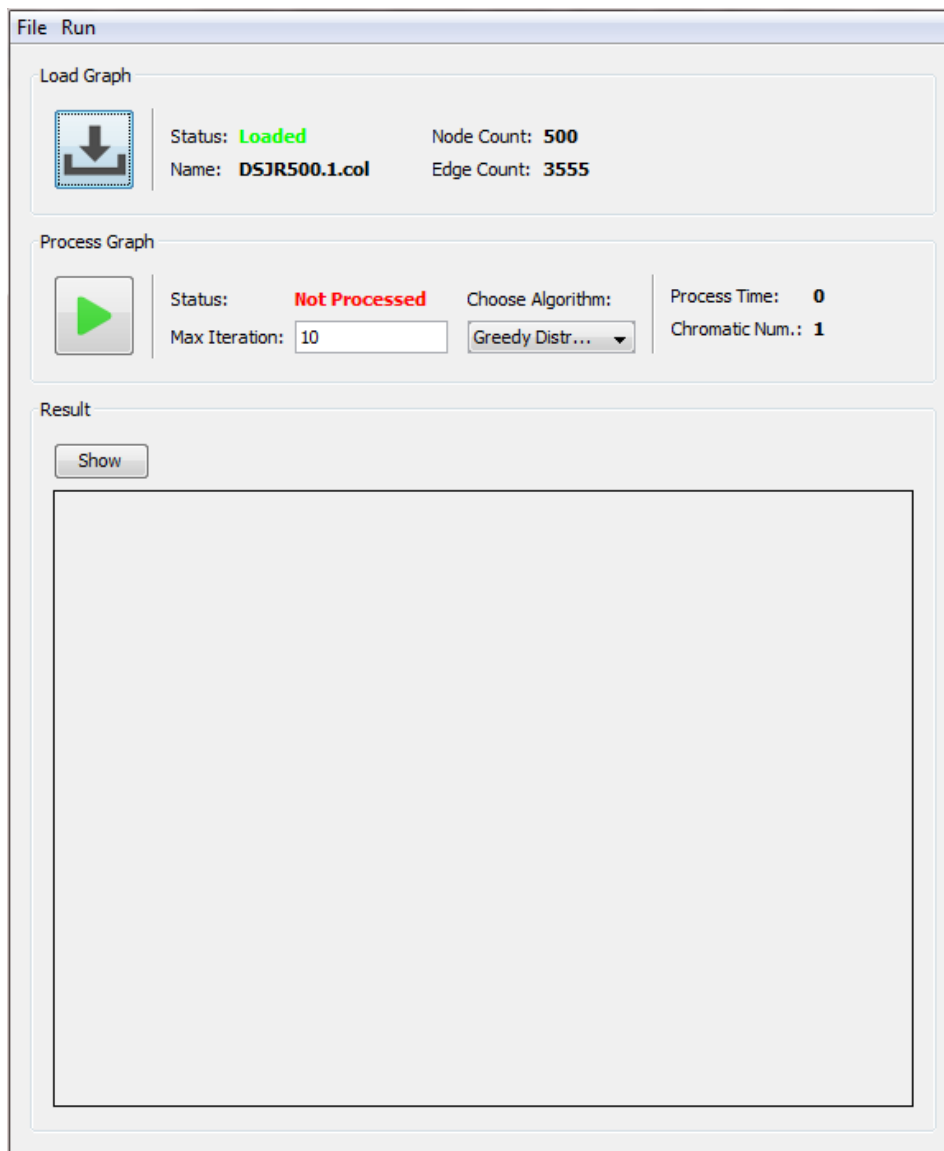 File Run
Load Graph
Status: Loaded Node Count: 500
Name: DSJR500.1.col Edge Count: 3555
Process Graph
Status: Not Processed Choose Algorithm: Process Time: 0
Max Iteration: 10 Greedy Distr... Chromatic Num.: 1
Result
Show